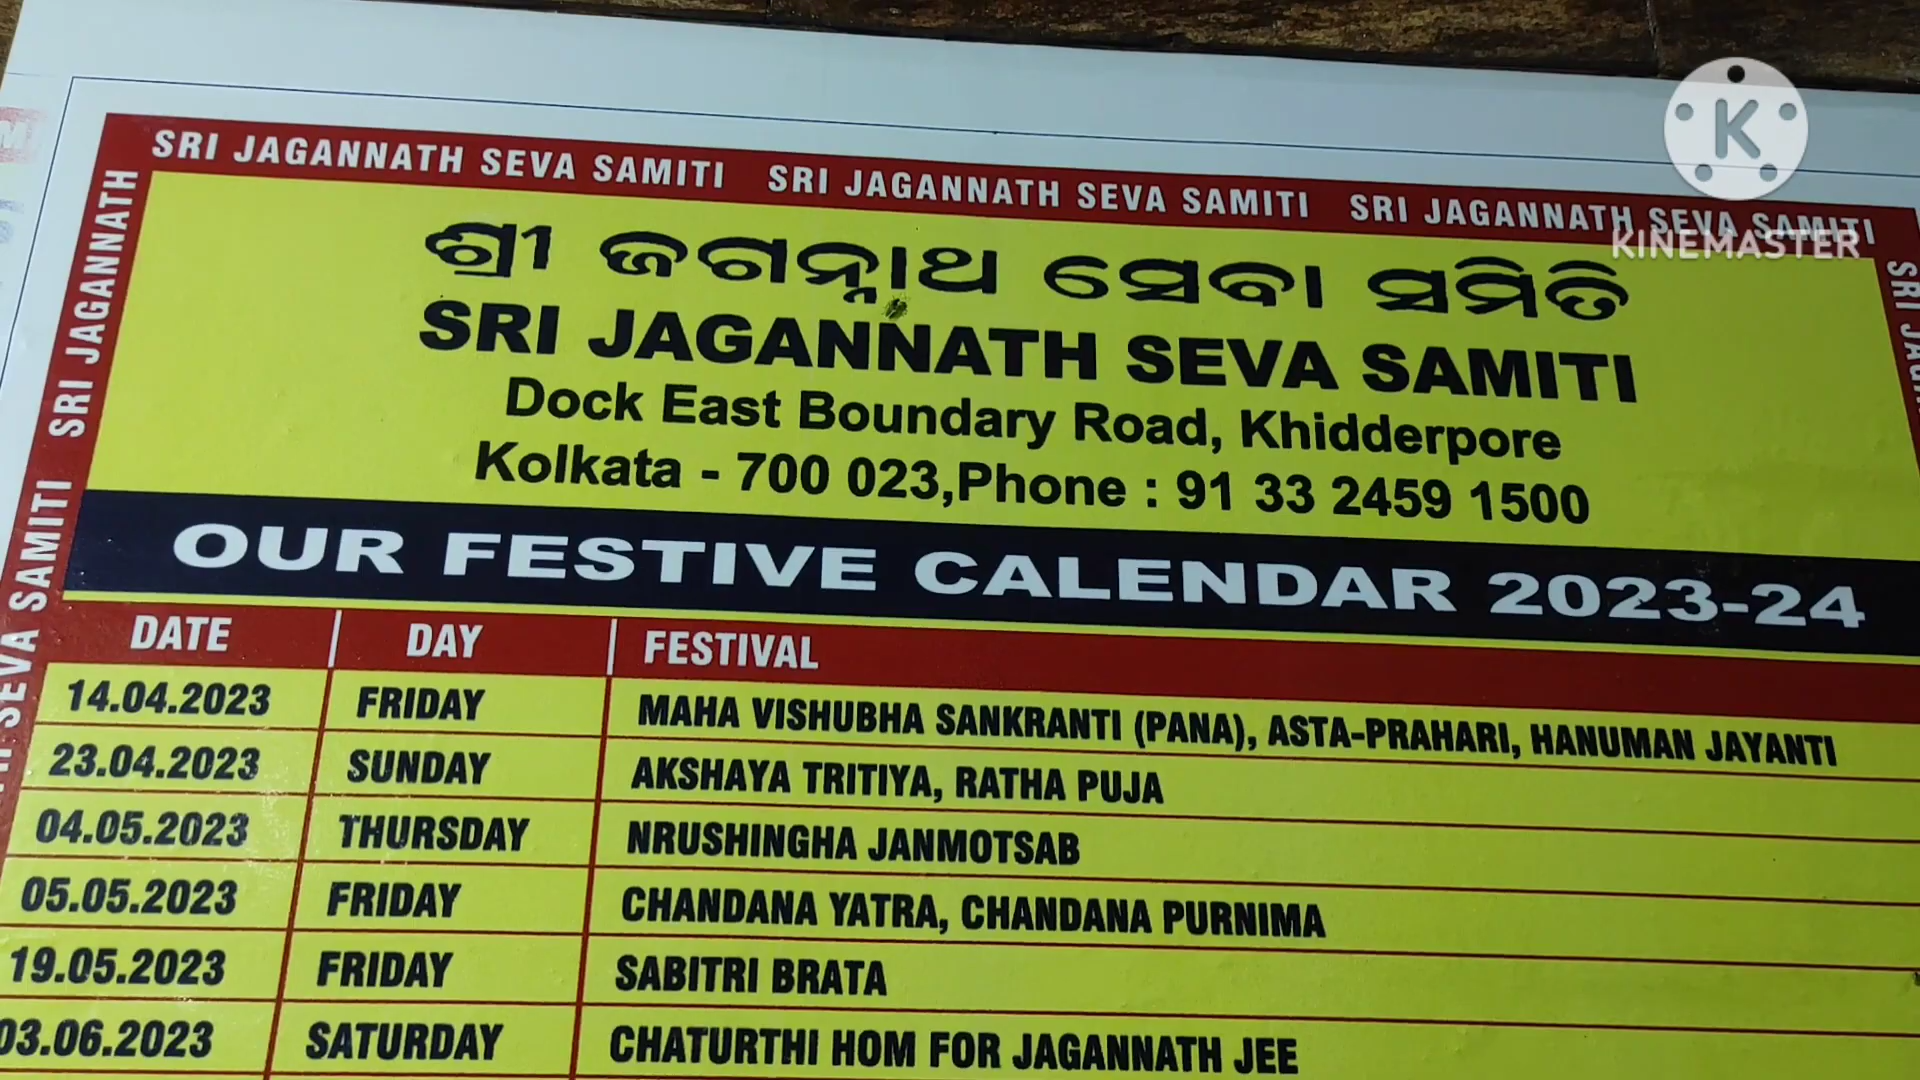 SRI JAGANNATH SEVA SAMITI SRI JAGANNATH SEVA SAMITI SRI JAGANNATH SEVA SAMITI
KINEMASTER
SRI JAGANNATH
SRI JAGANNATH SEVA SAMITI
ଶ୍ରୀ ଜଗନ୍ନାଥ ସେବା ସମିତି
SRI JAGANNATH SEVA SAMITI
Dock East Boundary Road, Khidderpore
Kolkata - 700 023,Phone : 91 33 2459 1500
OUR FESTIVE CALENDAR 2023-24
DATE DAY FESTIVAL
14.04.2023 FRIDAY MAHA VISHUBHA SANKRANTI (PANA), ASTA-PRAHARI, HANUMAN JAYANTI
23.04.2023 SUNDAY AKSHAYA TRITIYA, RATHA PUJA
04.05.2023 THURSDAY NRUSHINGHA JANMOTSAB
05.05.2023 FRIDAY CHANDANA YATRA, CHANDANA PURNIMA
19.05.2023 FRIDAY SABITRI BRATA
03.06.2023 SATURDAY CHATURTHI HOM FOR JAGANNATH JEE